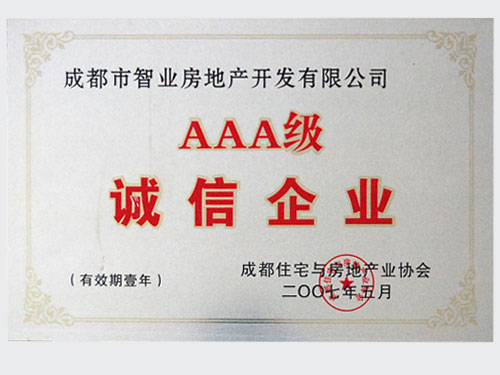 成都市智业房地产开发有限公司
AAA级
诚信企业
(有效期壹年)
成都住宅与房地产业协会
二〇〇七年五月